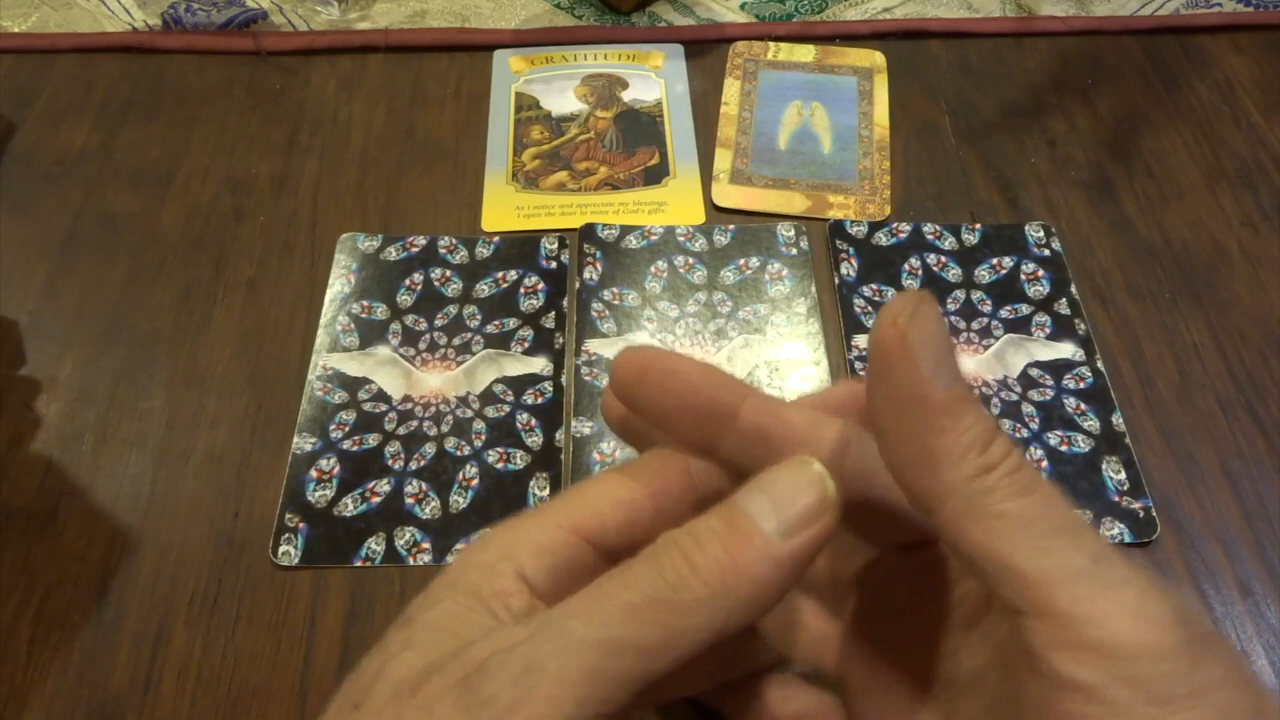 GRATITUDE
As I notice and appreciate my blessings,
I open the door to more of God's gifts.